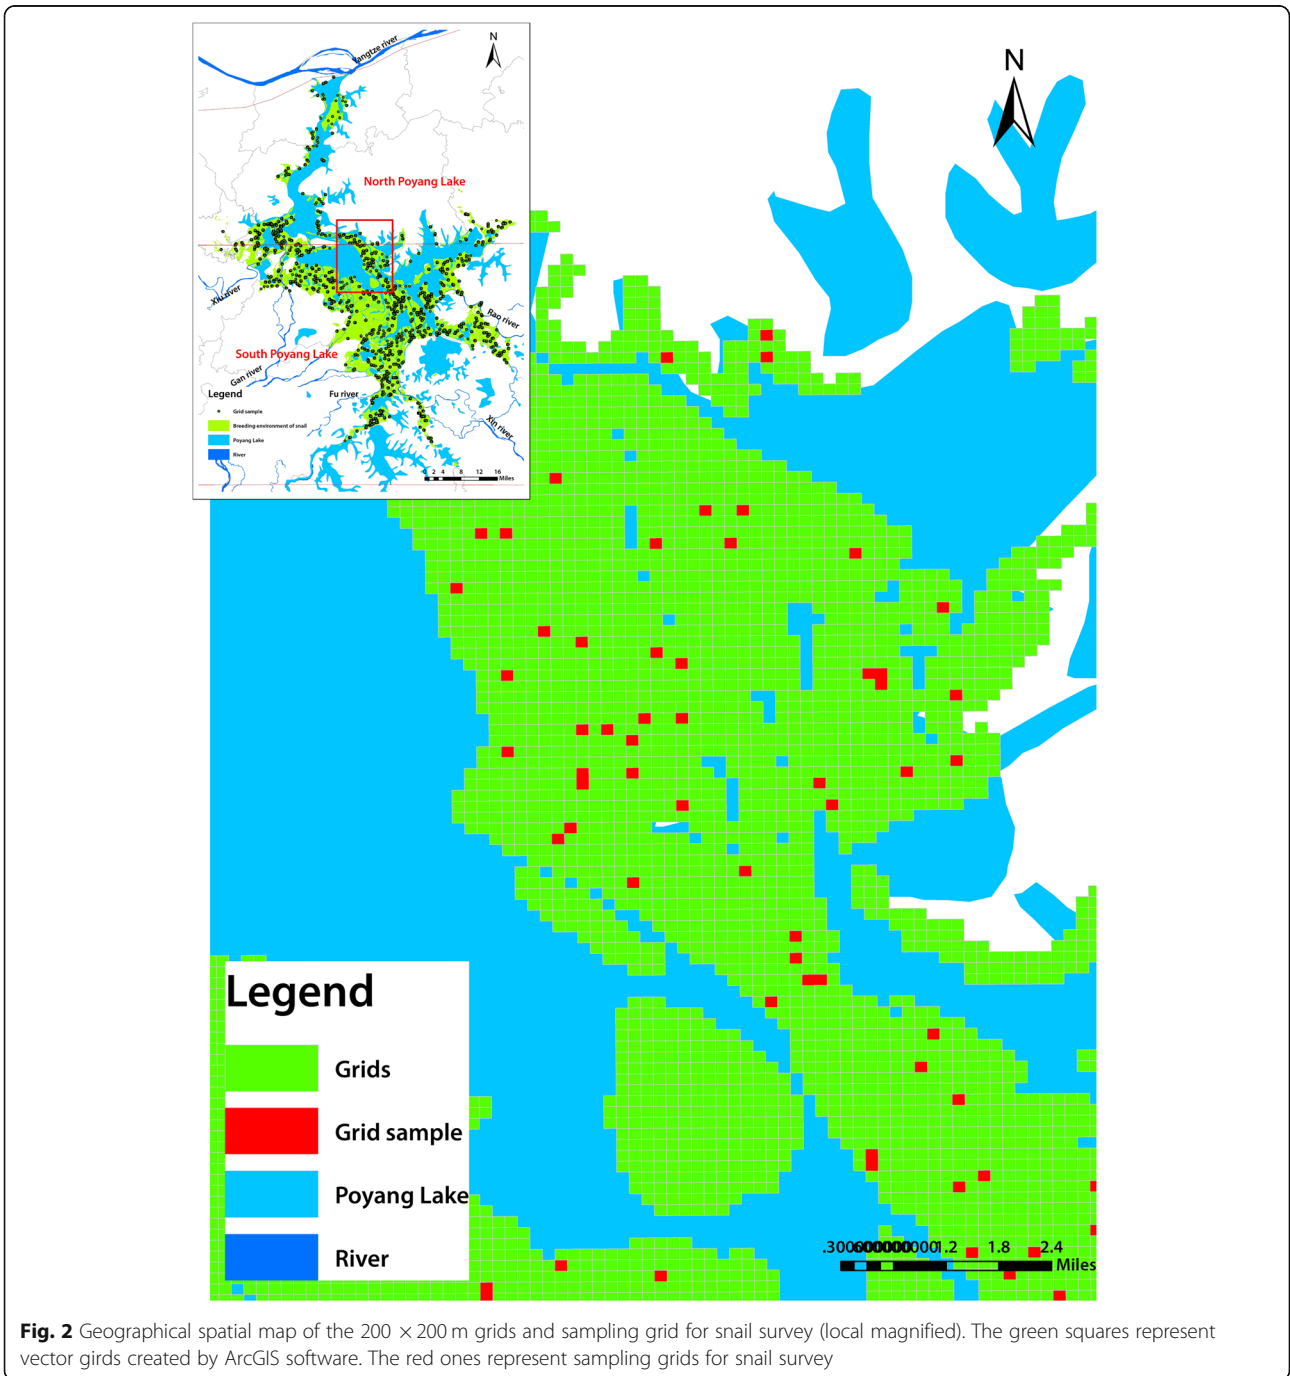 N
Yangtze river
North Poyang Lake
Xiu river
Rao river
South Poyang Lake
Gan river
Legend
Fu river
Grid sample
Xin river
Breeding environment of snail
Poyang Lake
River
0 2 4 8 12 16
Miles
N
Legend
Grids
Grid sample
Poyang Lake
River
1.2 1.8 2.4
Miles
Fig. 2 Geographical spatial map of the 200 × 200 m grids and sampling grid for snail survey (local magnified). The green squares represent
vector girds created by ArcGIS software. The red ones represent sampling grids for snail survey